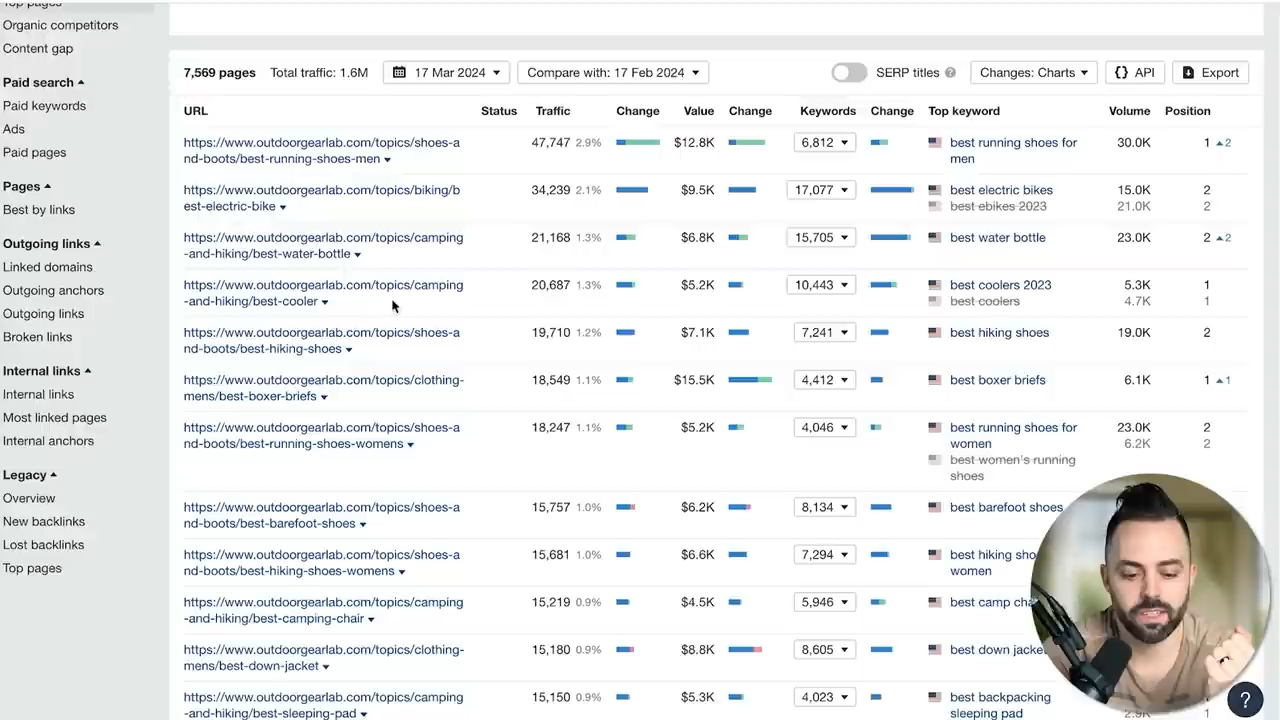 Top pages
Organic competitors
Content gap
Paid search
Paid keywords
Ads
Paid pages
Pages
Best by links
Outgoing links
Linked domains
Outgoing anchors
Outgoing links
Broken links
Internal links
Internal links
Most linked pages
Internal anchors
Legacy
Overview
New backlinks
Lost backlinks
Top pages
7,569 pages Total traffic: 1.6M 17 Mar 2024 Compare with: 17 Feb 2024 SERP titles ? Changes: Charts {} API Export
URL Status Traffic Change Value Change Keywords Change Top keyword Volume Position
https://www.outdoorgearlab.com/topics/shoes-a 47,747 2.9% $12.8K 6,812 best running shoes for 30.0K 1 ▲2
nd-boots/best-running-shoes-men men
https://www.outdoorgearlab.com/topics/biking/b 34,239 2.1% $9.5K 17,077 best electric bikes 15.0K 2
est-electric-bike best ebikes 2023 21.0K 2
https://www.outdoorgearlab.com/topics/camping 21,168 1.3% $6.8K 15,705 best water bottle 23.0K 2 ▲2
-and-hiking/best-water-bottle
https://www.outdoorgearlab.com/topics/camping 20,687 1.3% $5.2K 10,443 best coolers 2023 5.3K 1
-and-hiking/best-cooler best coolers 4.7K 1
https://www.outdoorgearlab.com/topics/shoes-a 19,710 1.2% $7.1K 7,241 best hiking shoes 19.0K 2
nd-boots/best-hiking-shoes
https://www.outdoorgearlab.com/topics/clothing- 18,549 1.1% $15.5K 4,412 best boxer briefs 6.1K 1 ▲1
mens/best-boxer-briefs
https://www.outdoorgearlab.com/topics/shoes-a 18,247 1.1% $5.2K 4,046 best running shoes for 23.0K 2
nd-boots/best-running-shoes-womens women 6.2K 2
best women's running
shoes
https://www.outdoorgearlab.com/topics/shoes-a 15,757 1.0% $6.2K 8,134 best barefoot shoes
nd-boots/best-barefoot-shoes
https://www.outdoorgearlab.com/topics/shoes-a 15,681 1.0% $6.6K 7,294 best hiking sho
nd-boots/best-hiking-shoes-womens women
https://www.outdoorgearlab.com/topics/camping 15,219 0.9% $4.5K 5,946 best camp cha
-and-hiking/best-camping-chair
https://www.outdoorgearlab.com/topics/clothing- 15,180 0.9% $8.8K 8,605 best down jacket
mens/best-down-jacket
https://www.outdoorgearlab.com/topics/camping 15,150 0.9% $5.3K 4,023 best backpacking
-and-hiking/best-sleeping-pad sleeping pad
?